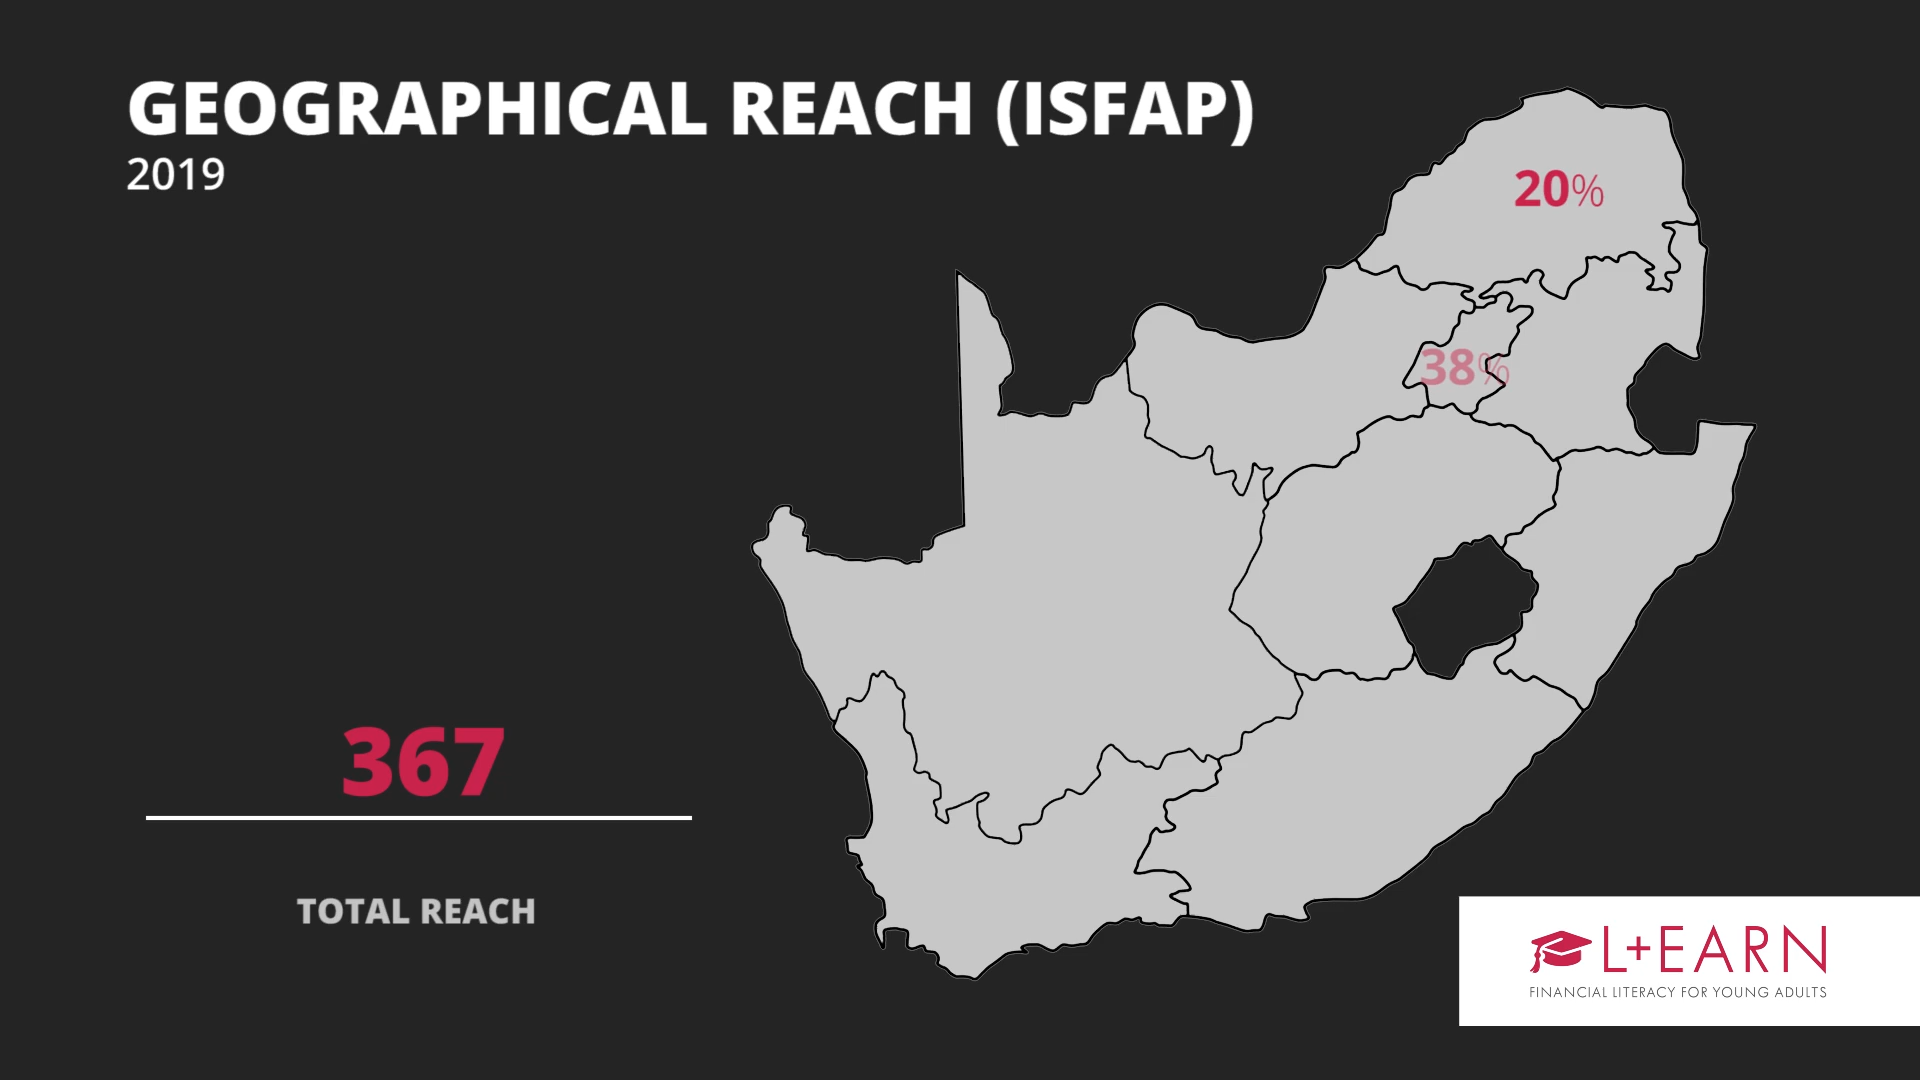 GEOGRAPHICAL REACH (ISFAP)
2019
20%
38%
367
TOTAL REACH
L+EARN
FINANCIAL LITERACY FOR YOUNG ADULTS